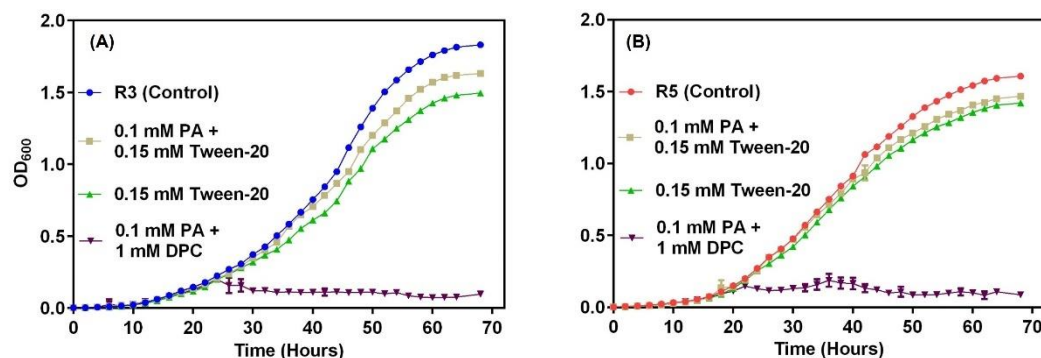 (A)
2.0
1.5
1.0
0.5
0.0
OD600
R3 (Control)
0.1 mM PA +
0.15 mM Tween-20
0.15 mM Tween-20
0.1 mM PA +
1 mM DPC
0 10 20 30 40 50 60 70
Time (Hours)
(B)
2.0
1.5
1.0
0.5
0.0
R5 (Control)
0.1 mM PA +
0.15 mM Tween-20
0.15 mM Tween-20
0.1 mM PA +
1 mM DPC
0 10 20 30 40 50 60 70
Time (Hours)